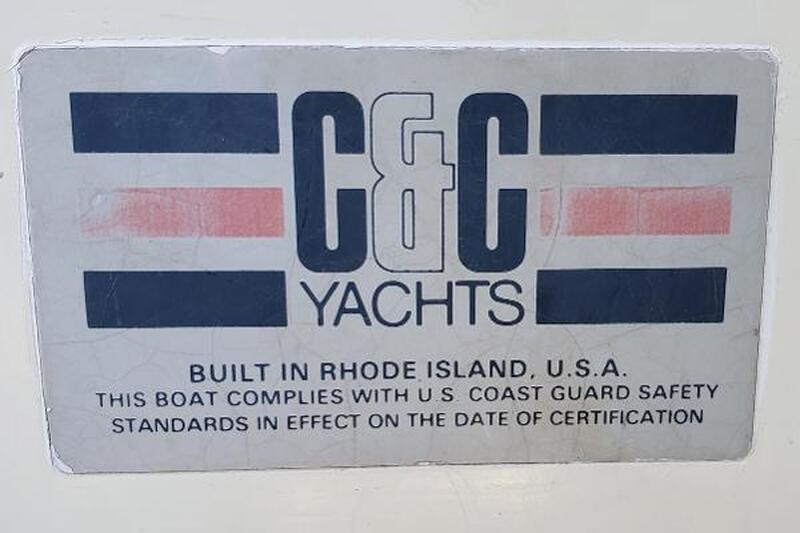 C&C
YACHTS
BUILT IN RHODE ISLAND, U.S.A.
THIS BOAT COMPLIES WITH U.S. COAST GUARD SAFETY
STANDARDS IN EFFECT ON THE DATE OF CERTIFICATION